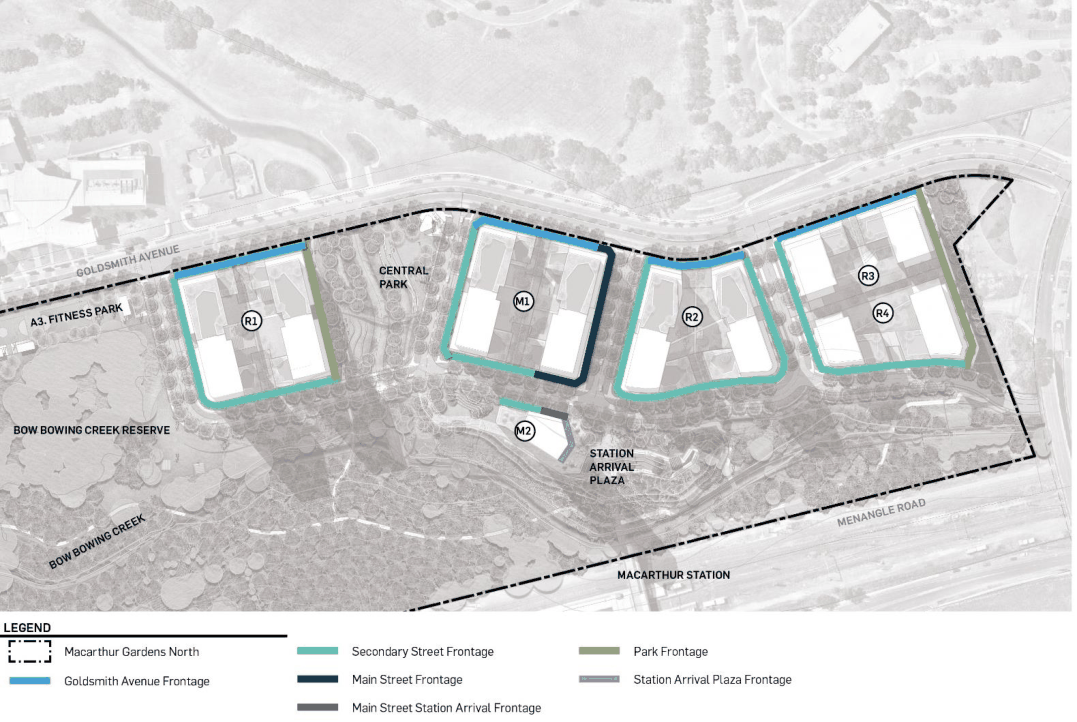 GOLDSMITH AVENUE
A3. FITNESS PARK
CENTRAL
PARK
R1
M1
R2
R3
R4
BOW BOWING CREEK RESERVE
M2
STATION
ARRIVAL
PLAZA
BOW BOWING CREEK
MENANGLE ROAD
MACARTHUR STATION
LEGEND
Macarthur Gardens North
Goldsmith Avenue Frontage
Secondary Street Frontage
Main Street Frontage
Main Street Station Arrival Frontage
Park Frontage
Station Arrival Plaza Frontage